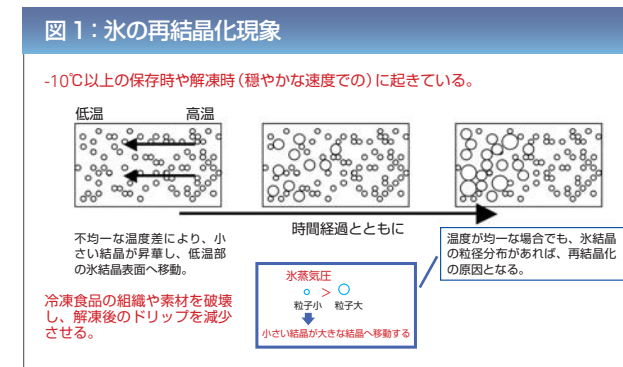 図1：氷の再結晶化現象
-10℃以上の保存時や解凍時（穏やかな速度での）に起きている。
低温
高温
時間経過とともに
不均一な温度差により、小
さい結晶が昇華し、低温部
の氷結晶表面へ移動。
温度が均一な場合でも、氷結晶
の粒径分布があれば、再結晶化
の原因となる。
冷凍食品の組織や素材を破壊
し、解凍後のドリップを減少
させる。
氷蒸気圧
>
粒子小 粒子大
小さい結晶が大きな結晶へ移動する